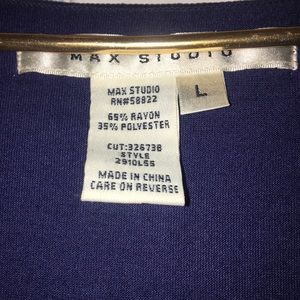 MAX STUDIO
L
MAX STUDIO
RN#58822
65% RAYON
35% POLYESTER
CUT:32673B
STYLE
2910L55
MADE IN CHINA
CARE ON REVERSE